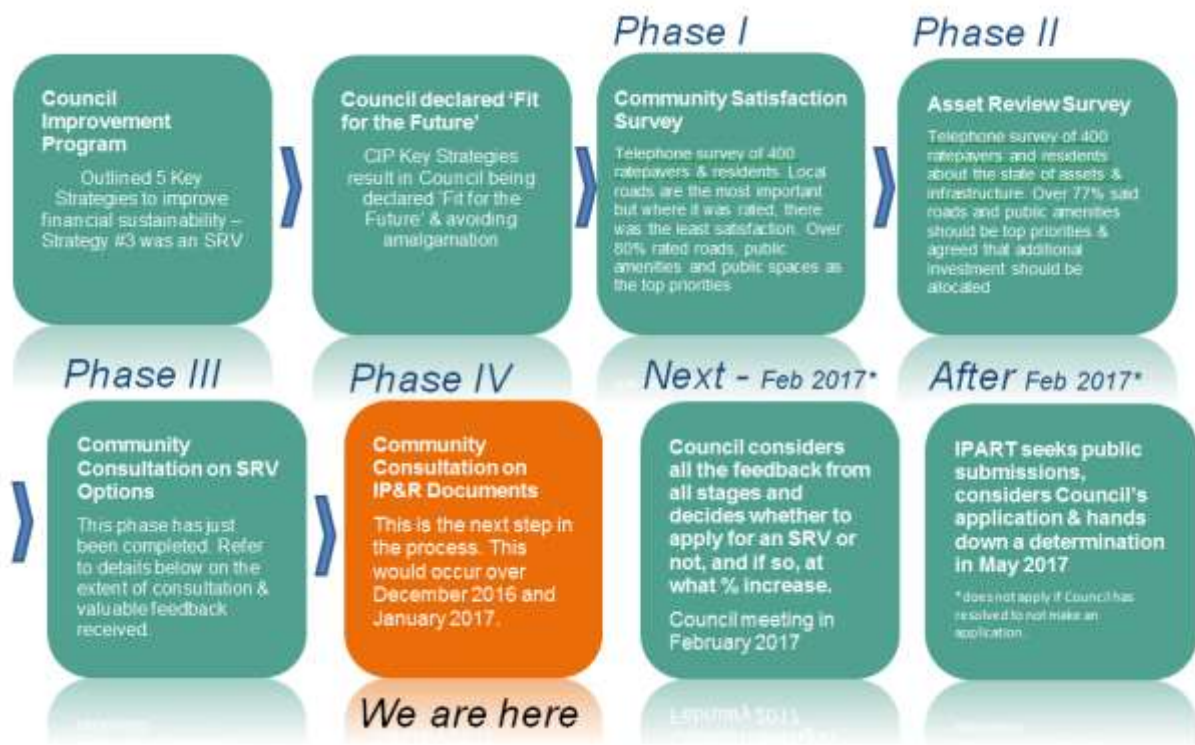 Phase I
Phase II
Council
Improvement
Program
Outlined 5 Key
Strategies to improve
financial sustainability –
Strategy #3 was an SRV
Council declared 'Fit
for the Future'
CIP Key Strategies
result in Council being
declared 'Fit for the
Future' & avoiding
amalgamation
Community Satisfaction
Survey
Telephone survey of 400
ratepayers & residents. Local
roads are the most important
but where it was rated, there
was the least satisfaction. Over
80% rated roads, public
amenities and public spaces as
the top priorities
Asset Review Survey
Telephone survey of 400
ratepayers and residents
about the state of assets &
infrastructure. Over 77% said
roads and public amenities
should be top priorities &
agreed that additional
investment should be
allocated
Phase III
Phase IV
Next - Feb 2017*
After Feb 2017*
Community
Consultation on SRV
Options
This phase has just
been completed. Refer
to details below on the
extent of consultation &
valuable feedback
received.
Community
Consultation on
IP&R Documents
This is the next step in
the process. This
would occur over
December 2016 and
January 2017.
Council considers
all the feedback from
all stages and
decides whether to
apply for an SRV or
not, and if so, at
what % increase.
Council meeting in
February 2017
IPART seeks public
submissions,
considers Council's
application & hands
down a determination
in May 2017
*does not apply if Council has
resolved to not make an
application.
We are here